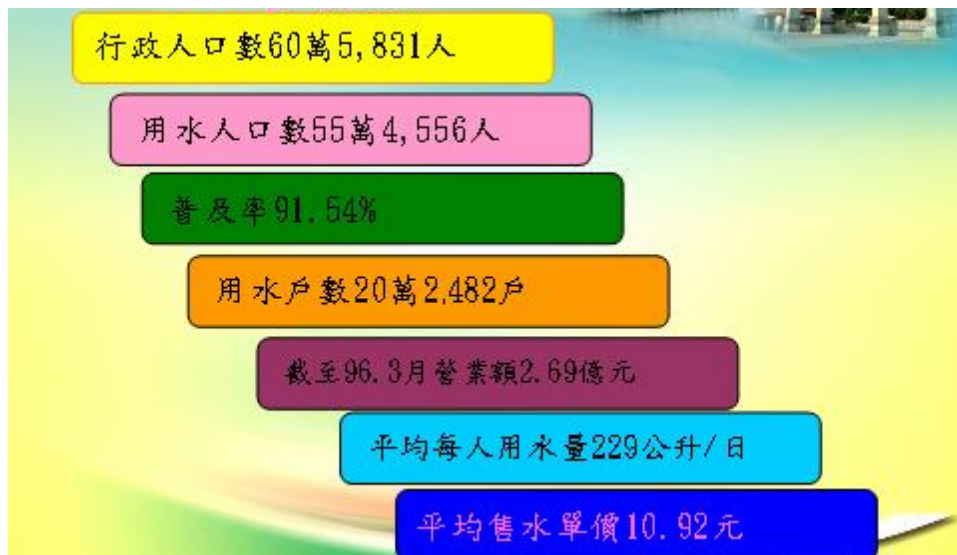 行政人口數60萬5,831人
用水人口數55萬4,556人
普及率91.54%
用水戶數20萬2,482戶
截至96.3月營業額2.69億元
平均每人用水量229公升/日
平均售水單價10.92元